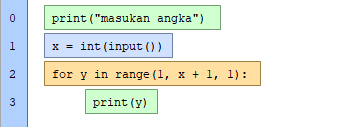 0 print("masukan angka")
1 x = int(input())
2 for y in range(1, x + 1, 1):
3 print(y)